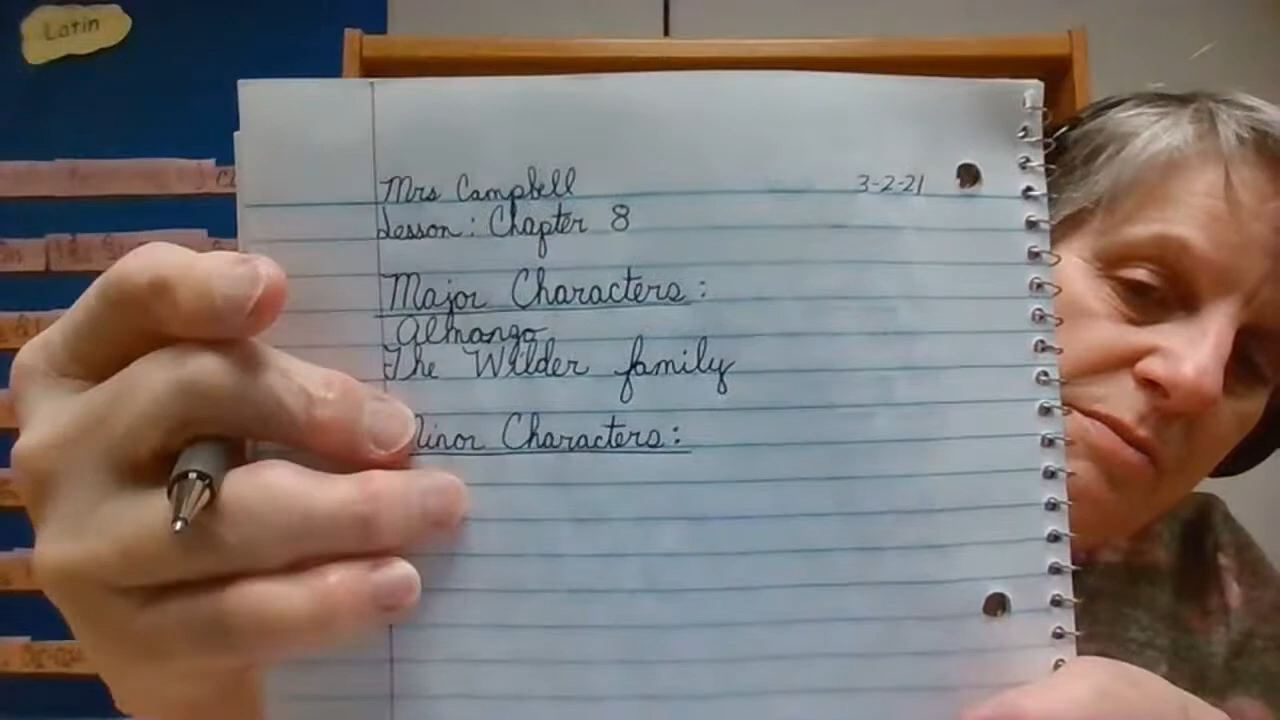 Latin
Mrs Campbell 3-2-21
Lesson: Chapter 8
Major Characters:
Almanzo
The Wilder family
Minor Characters: